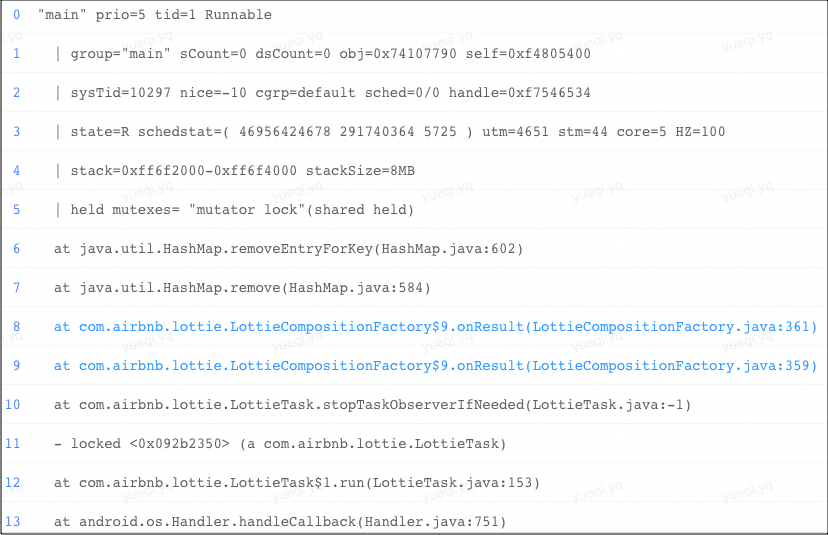 0 "main" prio=5 tid=1 Runnable
1 | group="main" sCount=0 dsCount=0 obj=0x74107790 self=0xf4805400
2 | sysTid=10297 nice=-10 cgrp=default sched=0/0 handle=0xf7546534
3 | state=R schedstat=( 46956424678 291740364 5725 ) utm=4651 stm=44 core=5 HZ=100
4 | stack=0xff6f2000-0xff6f4000 stackSize=8MB
5 | held mutexes= "mutator lock"(shared held)
6 at java.util.HashMap.removeEntryForKey(HashMap.java:602)
7 at java.util.HashMap.remove(HashMap.java:584)
8 at com.airbnb.lottie.LottieCompositionFactory$9.onResult(LottieCompositionFactory.java:361)
9 at com.airbnb.lottie.LottieCompositionFactory$9.onResult(LottieCompositionFactory.java:359)
10 at com.airbnb.lottie.LottieTask.stopTaskObserverIfNeeded(LottieTask.java:-1)
11 - locked <0x092b2350> (a com.airbnb.lottie.LottieTask)
12 at com.airbnb.lottie.LottieTask$1.run(LottieTask.java:153)
13 at android.os.Handler.handleCallback(Handler.java:751)